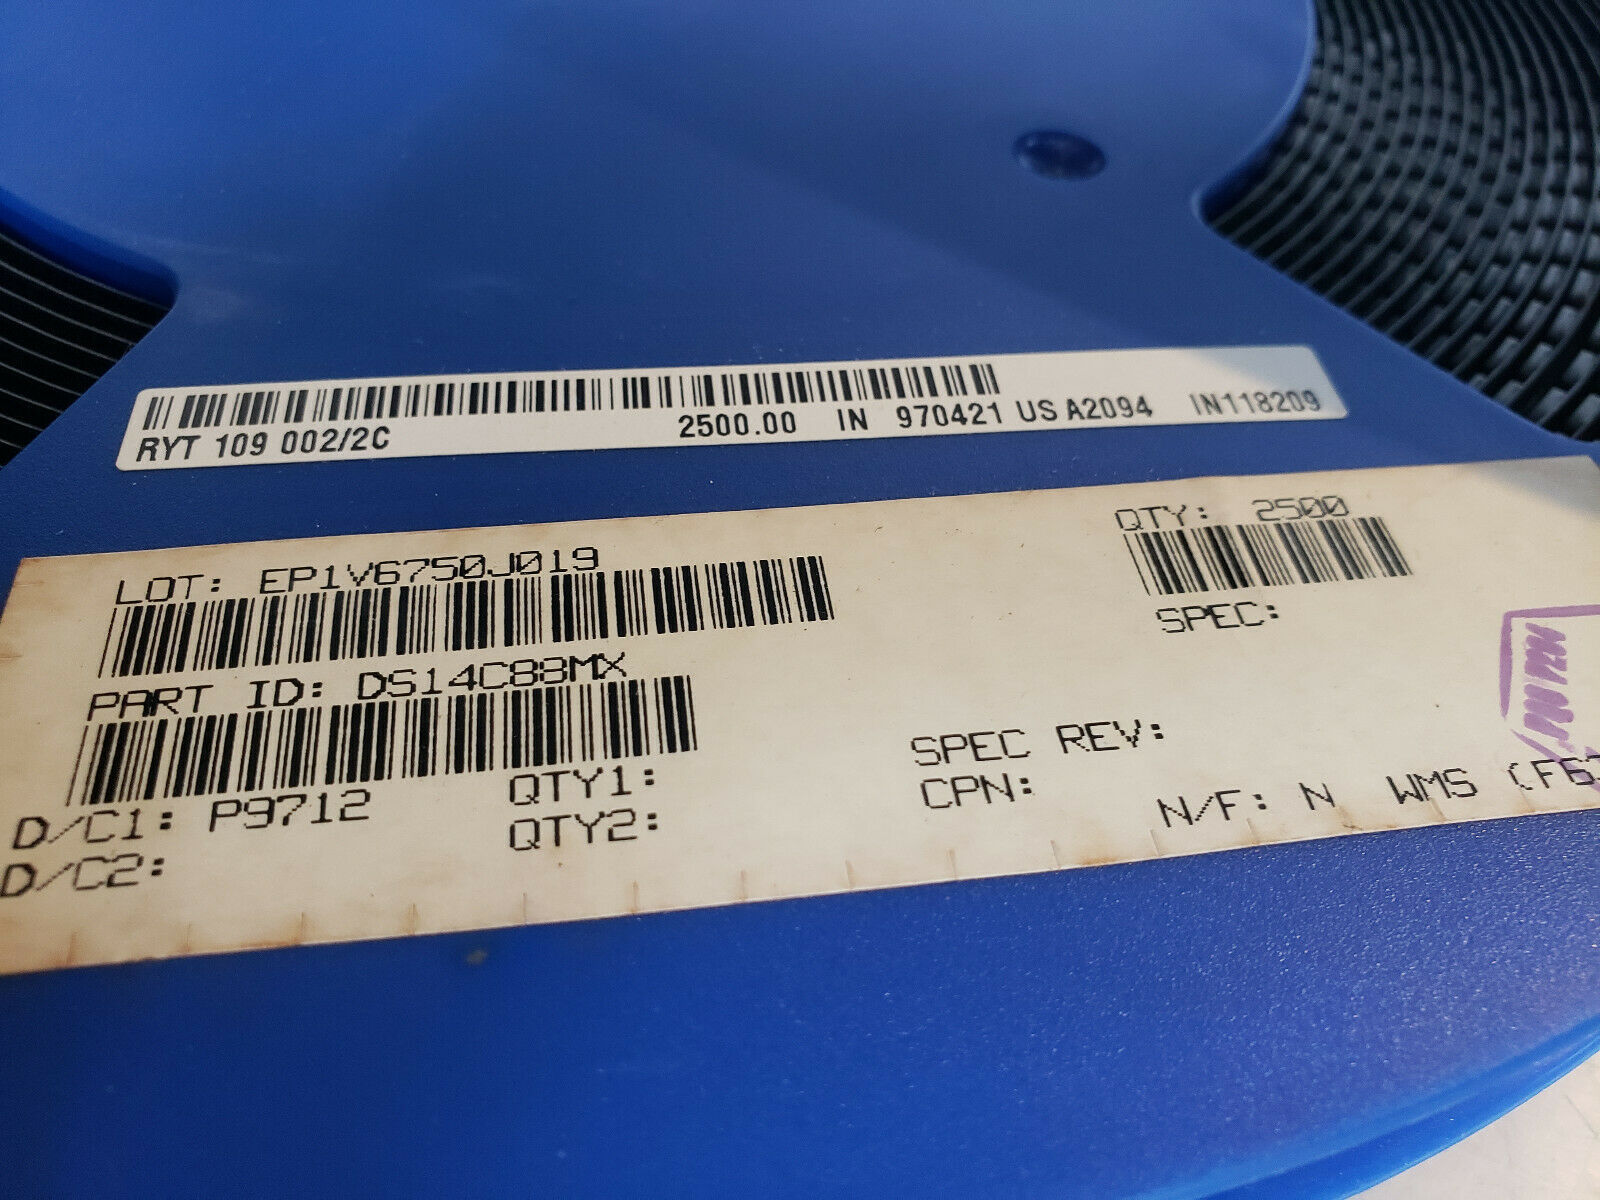 RYT 109 002/2C 2500.00 IN 970421 US A2094 IN118209
LOT: EP1V6750J019
QTY: 2500
SPEC:
PART ID: DS14C88MX
SPEC REV:
D/C1: P9712 QTY1:
CPN:
D/C2: QTY2:
N/F: N WMS